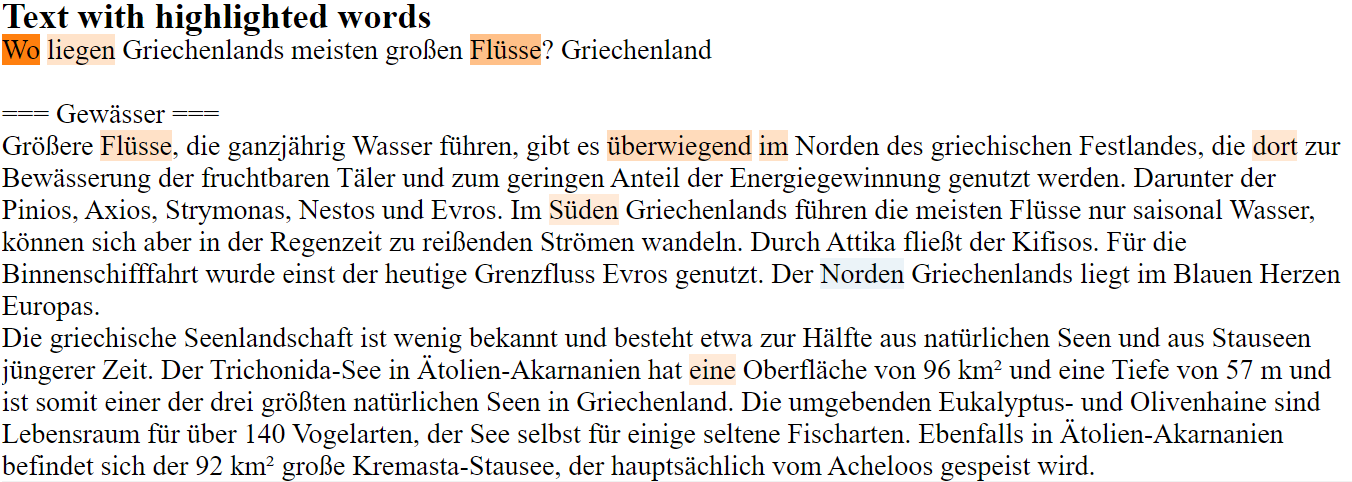 Text with highlighted words
Wo liegen Griechenlands meisten großen Flüsse? Griechenland
=== Gewässer ===
Größere Flüsse, die ganzjährig Wasser führen, gibt es überwiegend im Norden des griechischen Festlandes, die dort zur
Bewässerung der fruchtbaren Täler und zum geringen Anteil der Energiegewinnung genutzt werden. Darunter der
Pinios, Axios, Strymonas, Nestos und Evros. Im Süden Griechenlands führen die meisten Flüsse nur saisonal Wasser,
können sich aber in der Regenzeit zu reißenden Strömen wandeln. Durch Attika fließt der Kifisos. Für die
Binnenschifffahrt wurde einst der heutige Grenzfluss Evros genutzt. Der Norden Griechenlands liegt im Blauen Herzen
Europas.
Die griechische Seenlandschaft ist wenig bekannt und besteht etwa zur Hälfte aus natürlichen Seen und aus Stauseen
jüngerer Zeit. Der Trichonida-See in Ätolien-Akarnanien hat eine Oberfläche von 96 km² und eine Tiefe von 57 m und
ist somit einer der drei größten natürlichen Seen in Griechenland. Die umgebenden Eukalyptus- und Olivenhaine sind
Lebensraum für über 140 Vogelarten, der See selbst für einige seltene Fischarten. Ebenfalls in Ätolien-Akarnanien
befindet sich der 92 km² große Kremasta-Stausee, der hauptsächlich vom Acheloos gespeist wird.